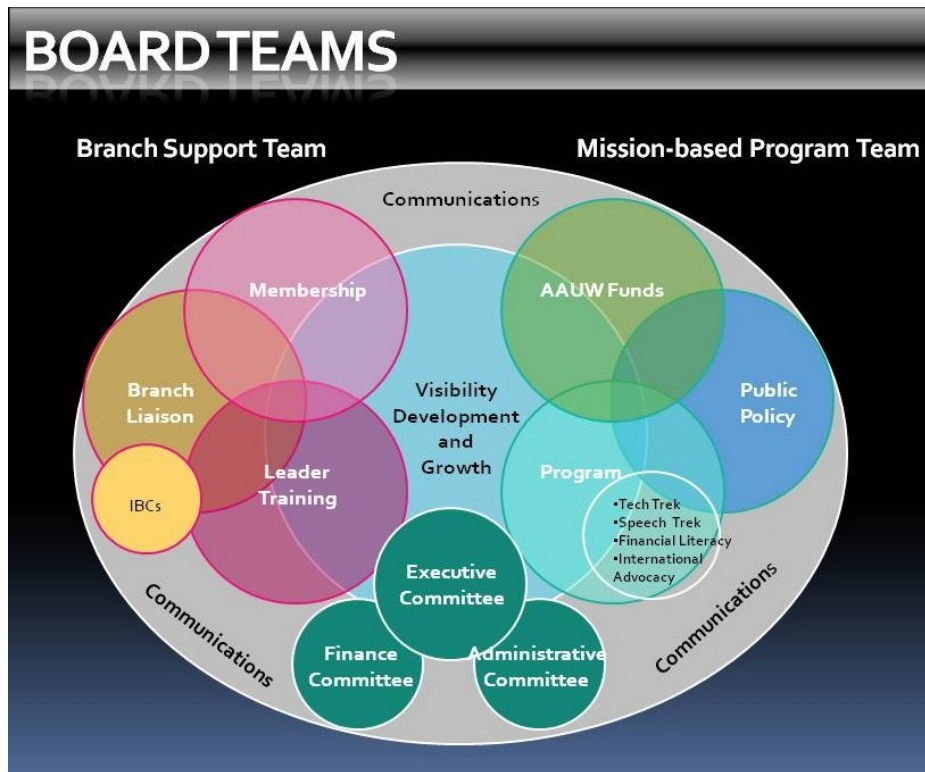 BOARD TEAMS
Branch Support Team
Mission-based Program Team
Communications
Membership
AAUW Funds
Branch
Liaison
Visibility
Development
and
Growth
Public
Policy
Leader
Training
Program
IBCs
▪Tech Trek
▪Speech Trek
▪Financial Literacy
▪International
Advocacy
Executive
Committee
Communications
Communications
Finance
Committee
Administrative
Committee